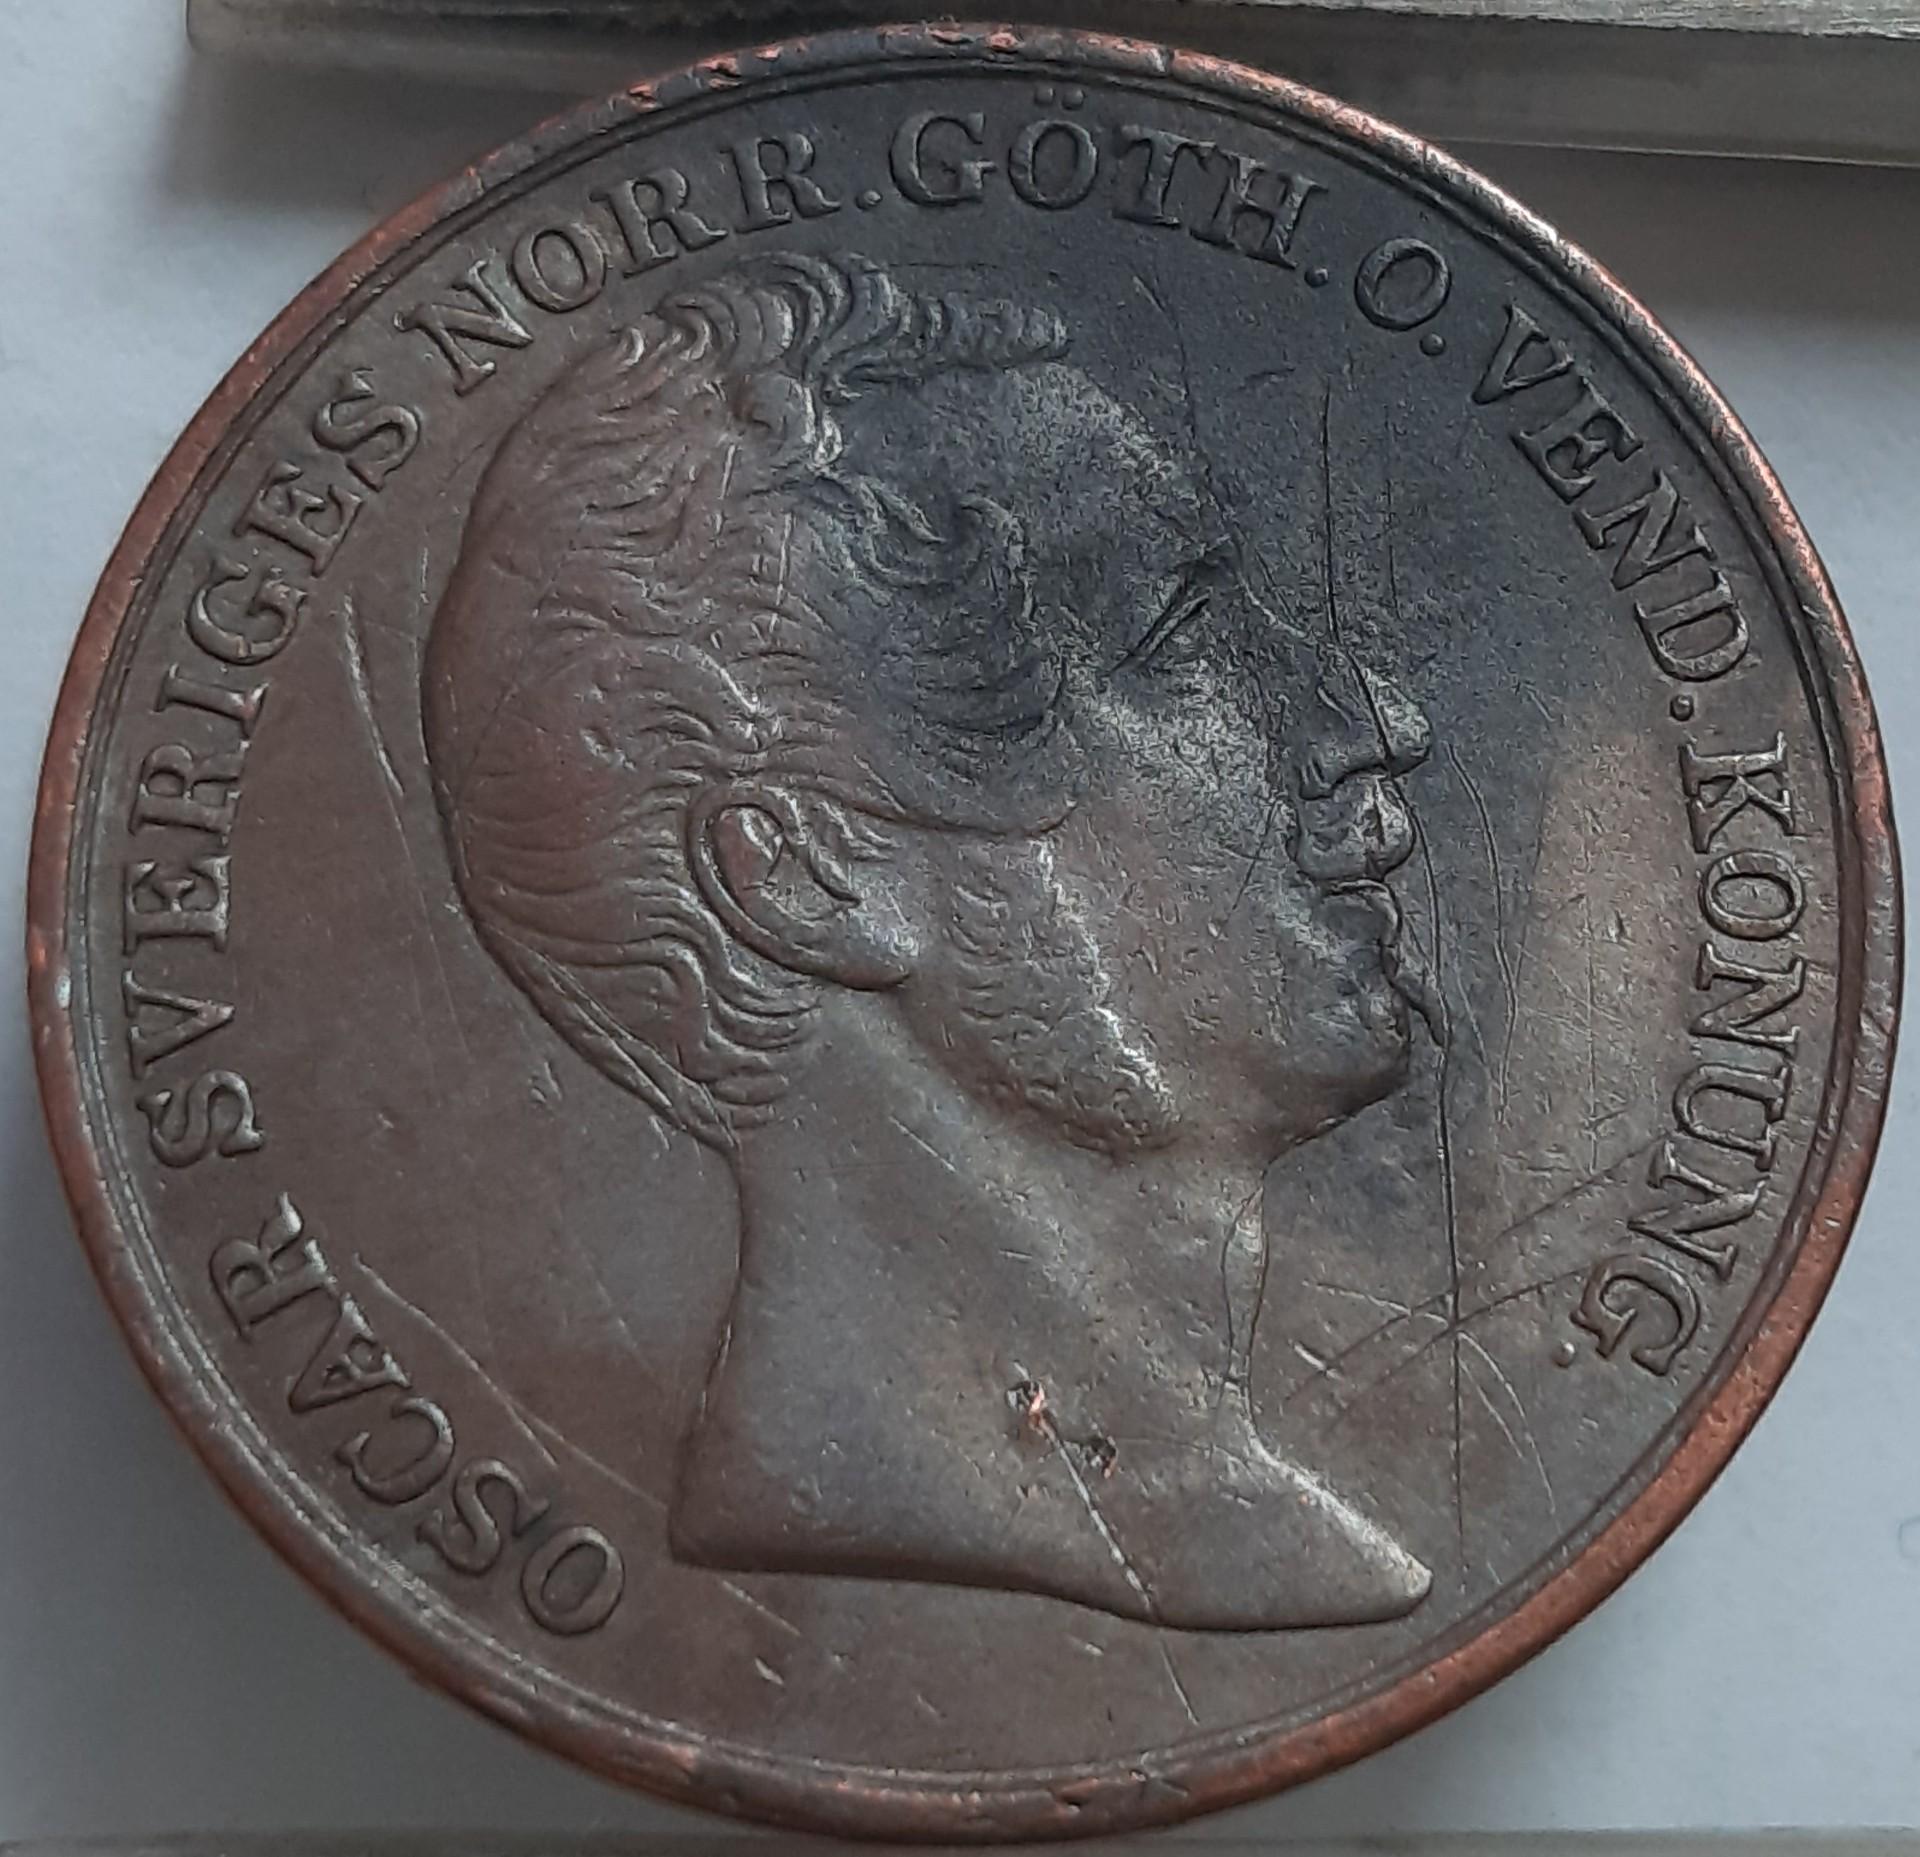 OSCAR SVERIGES NORR. GÖTH. O. VEND. KONUNG.